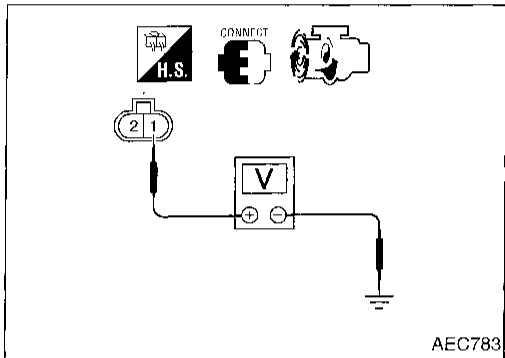 CONNECT
H.S.
2 1
V
+ −
AEC783